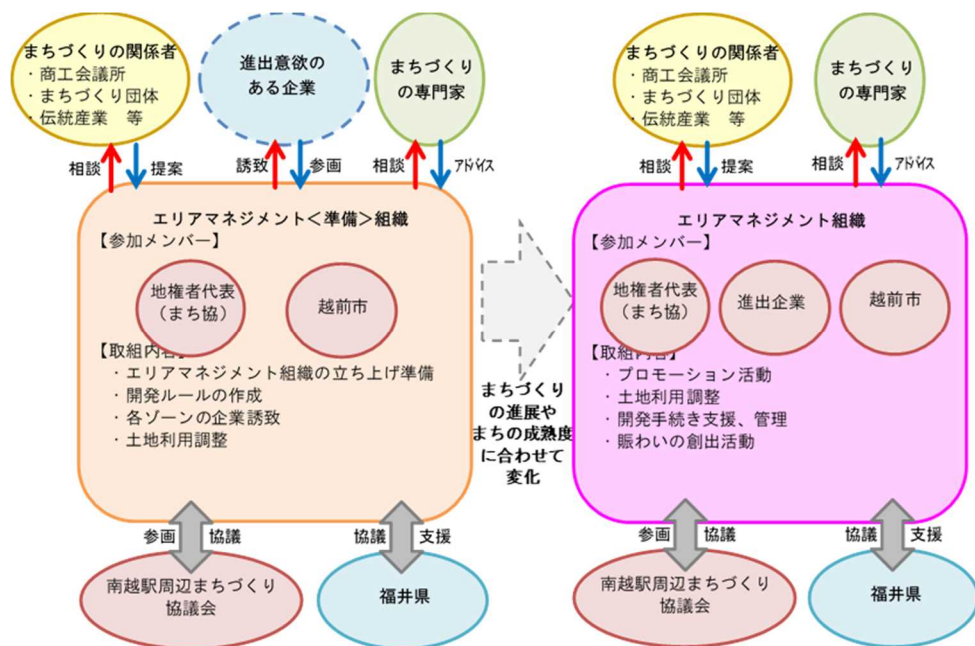 まちづくりの関係者
・商工会議所
・まちづくり団体
・伝統産業　等
進出意欲の
ある企業
まちづくり
の専門家
相談
提案
誘致
参画
相談
アドバイス
エリアマネジメント＜準備＞組織
【参加メンバー】
地権者代表
（まち協）
越前市
【取組内容】
・エリアマネジメント組織の立ち上げ準備
・開発ルールの作成
・各ゾーンの企業誘致
・土地利用調整
参画
協議
協議
支援
南越駅周辺まちづくり
協議会
福井県
まちづくり
の進展や
まちの成熟度
に合わせて
変化
まちづくりの関係者
・商工会議所
・まちづくり団体
・伝統産業　等
まちづくり
の専門家
相談
提案
相談
アドバイス
エリアマネジメント組織
【参加メンバー】
地権者代表
（まち協）
進出企業
越前市
【取組内容】
・プロモーション活動
・土地利用調整
・開発手続き支援、管理
・賑わいの創出活動
参画
協議
協議
支援
南越駅周辺まちづくり
協議会
福井県